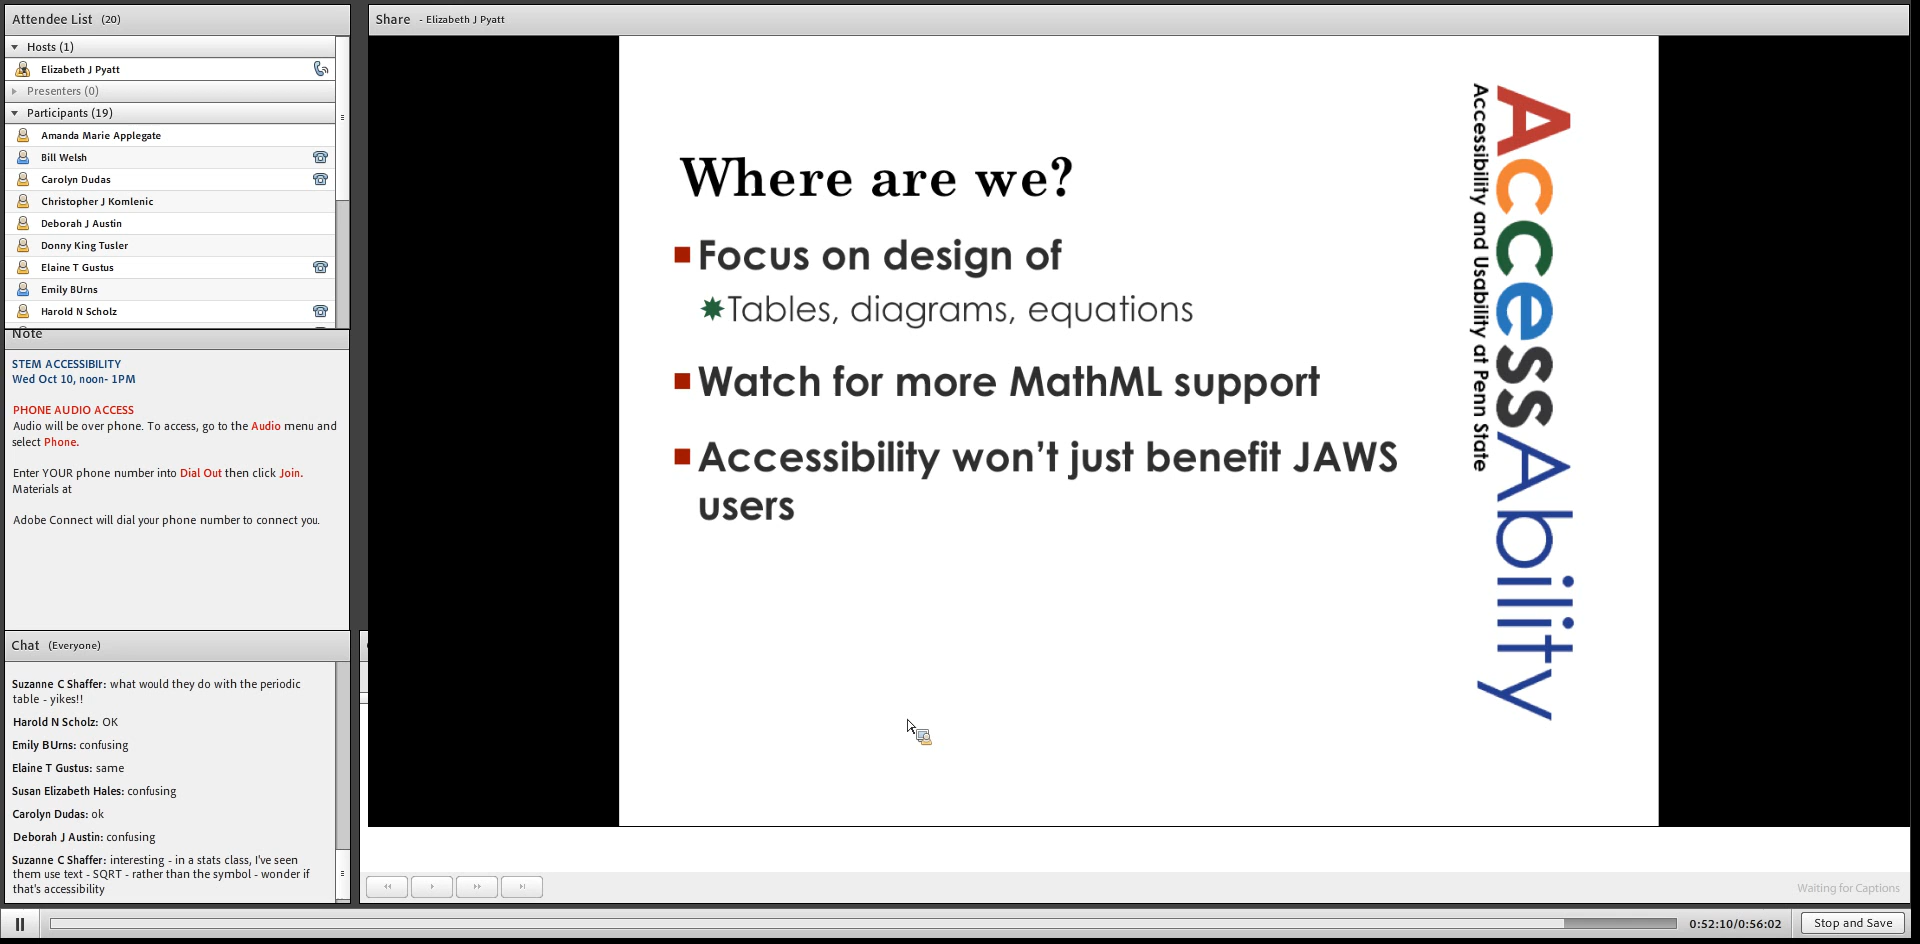 Attendee List (20)
Hosts (1)
Elizabeth J Pyatt
Presenters (0)
Participants (19)
Amanda Marie Applegate
Bill Welsh
Carolyn Dudas
Christopher J Komlenic
Deborah J Austin
Donny King Tusler
Elaine T Gustus
Emily BUrns
Harold N Scholz
Note
STEM ACCESSIBILITY
Wed Oct 10, noon- 1PM
PHONE AUDIO ACCESS
Audio will be over phone. To access, go to the Audio menu and
select Phone.
Enter YOUR phone number into Dial Out then click Join.
Materials at
Adobe Connect will dial your phone number to connect you.
Chat (Everyone)
Suzanne C Shaffer: what would they do with the periodic
table - yikes!!
Harold N Scholz: OK
Emily BUrns: confusing
Elaine T Gustus: same
Susan Elizabeth Hales: confusing
Carolyn Dudas: ok
Deborah J Austin: confusing
Suzanne C Shaffer: interesting - in a stats class, I've seen
them use text - SQRT - rather than the symbol - wonder if
that's accessibility
Share - Elizabeth J Pyatt
Where are we?
Focus on design of
Tables, diagrams, equations
Watch for more MathML support
Accessibility won't just benefit JAWS
users
AccessAbility
Accessibility and Usability at Penn State
Waiting for Captions
0:52:10/0:56:02
Stop and Save